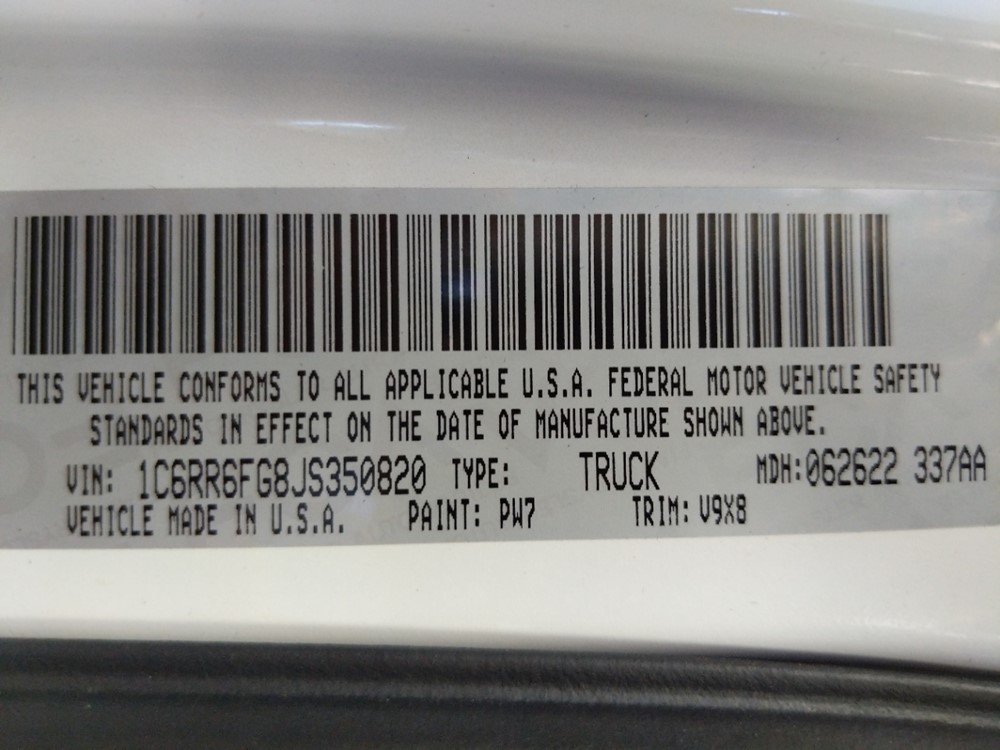 THIS VEHICLE CONFORMS TO ALL APPLICABLE U.S.A. FEDERAL MOTOR VEHICLE SAFETY
STANDARDS IN EFFECT ON THE DATE OF MANUFACTURE SHOWN ABOVE.
VIN: 1C6RR6FG8JS350820 TYPE: TRUCK MDH:062622 337AA
VEHICLE MADE IN U.S.A. PAINT: PW7 TRIM: V9X8